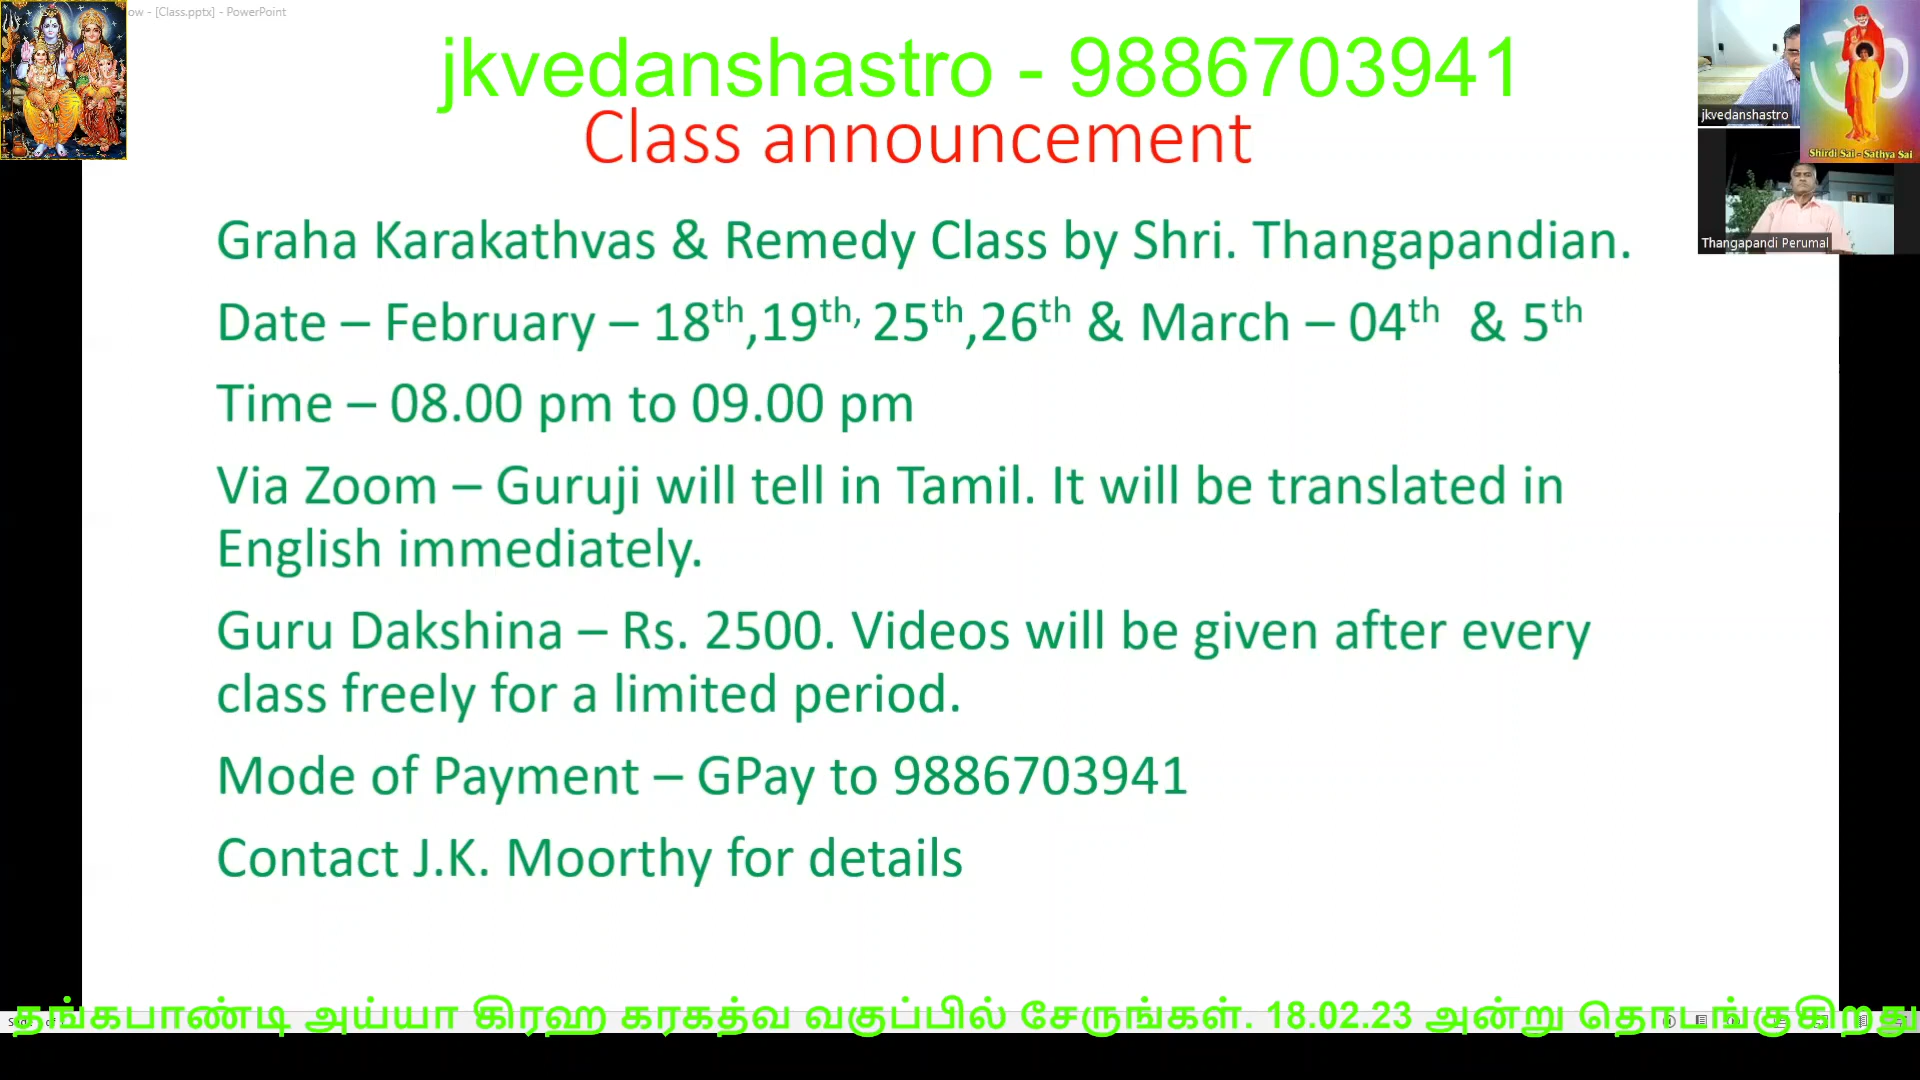 ow - [Class.pptx] - PowerPoint
jkvedanshastro - 9886703941
Class announcement
jkvedanshastro
Shirdi Sai - Sathya Sai
Thangapandi Perumal
Graha Karakathvas & Remedy Class by Shri. Thangapandian.
Date – February – 18th,19th, 25th,26th & March – 04th & 5th
Time – 08.00 pm to 09.00 pm
Via Zoom – Guruji will tell in Tamil. It will be translated in
English immediately.
Guru Dakshina – Rs. 2500. Videos will be given after every
class freely for a limited period.
Mode of Payment – GPay to 9886703941
Contact J.K. Moorthy for details
தங்கபாண்டி அய்யா கிரஹ கரகத்வ வகுப்பில் சேருங்கள். 18.02.23 அன்று தொடங்குகிறது